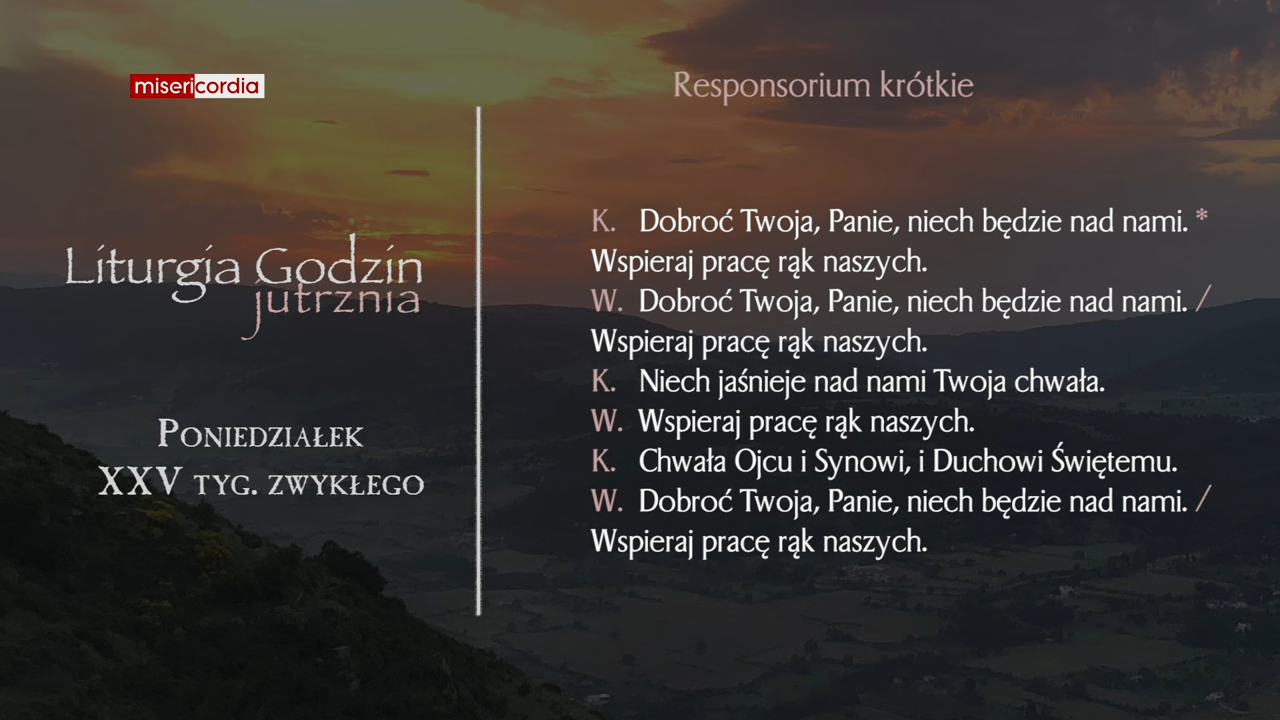 misericordia
Liturgia Godzin
jutrznia
Poniedziałek
XXV tyg. zwykłego
Responsorium krótkie
K. Dobroć Twoja, Panie, niech będzie nad nami. *
Wspieraj pracę rąk naszych.
W. Dobroć Twoja, Panie, niech będzie nad nami. /
Wspieraj pracę rąk naszych.
K. Niech jaśnieje nad nami Twoja chwała.
W. Wspieraj pracę rąk naszych.
K. Chwała Ojcu i Synowi, i Duchowi Świętemu.
W. Dobroć Twoja, Panie, niech będzie nad nami. /
Wspieraj pracę rąk naszych.